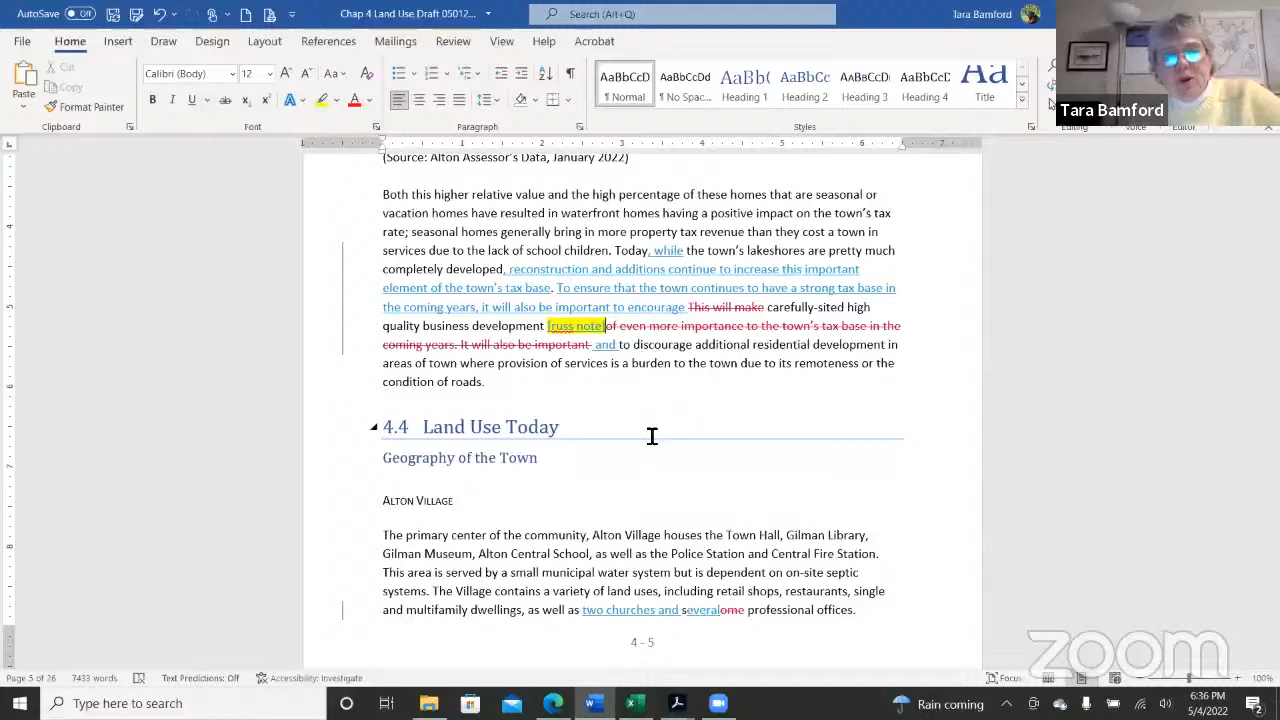 Chap 4 Land Use 05-12-04.docx
Search
Tara Bamford
File Home Insert Draw Design Layout References Mailings Review View Help Acrobat
Cut
Copy
Format Painter
Paste
Clipboard
Calibri (Body) 12
Font
Paragraph
AaBbCcD AaBbCcDd AaBb( AaBbCc AaBbCcD AaBbCcD Aa
¶ Normal ¶ No Spac... Heading 1 Heading 2 Heading 3 Heading 4 Title
Styles
Tara Bamford
(Source: Alton Assessor's Data, January 2022)
Both this higher relative value and the high percentage of these homes that are seasonal or
vacation homes have resulted in waterfront homes having a positive impact on the town's tax
rate; seasonal homes generally bring in more property tax revenue than they cost a town in
services due to the lack of school children. Today, while the town's lakeshores are pretty much
completely developed, reconstruction and additions continue to increase this important
element of the town's tax base. To ensure that the town continues to have a strong tax base in
the coming years, it will also be important to encourage This will make carefully-sited high
quality business development [russ note]of even more importance to the town's tax base in the
coming years. It will also be important and to discourage additional residential development in
areas of town where provision of services is a burden to the town due to its remoteness or the
condition of roads.
4.4 Land Use Today
Geography of the Town
Alton Village
The primary center of the community, Alton Village houses the Town Hall, Gilman Library,
Gilman Museum, Alton Central School, as well as the Police Station and Central Fire Station.
This area is served by a small municipal water system but is dependent on on-site septic
systems. The Village contains a variety of land uses, including retail shops, restaurants, single
and multifamily dwellings, as well as two churches and severalome professional offices.
4 - 5
zoom
Page 5 of 26 7433 words Text Predictions: Off Accessibility: Investigate Focus 100%
Type here to search
Rain coming
6:36 PM
5/4/2022